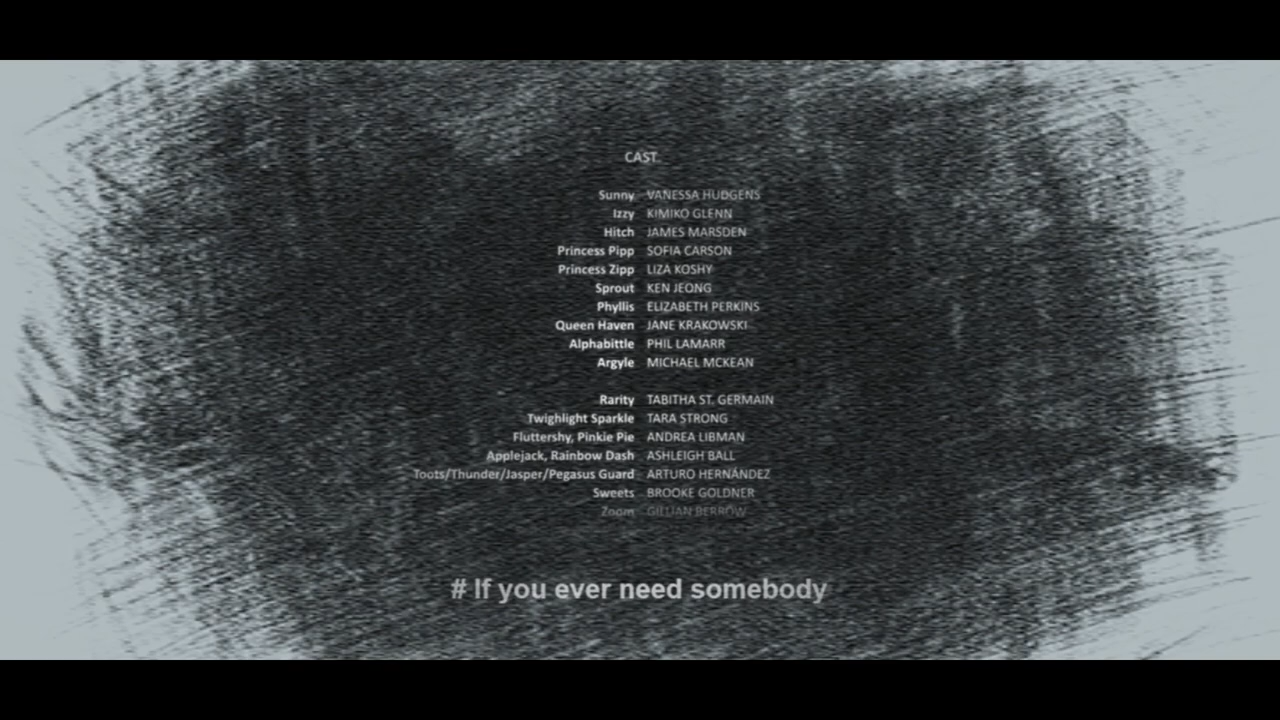 CAST
Sunny VANESSA HUDGENS
Izzy KIMIKO GLENN
Hitch JAMES MARSDEN
Princess Pipp SOFIA CARSON
Princess Zipp LIZA KOSHY
Sprout KEN JEONG
Phyllis ELIZABETH PERKINS
Queen Haven JANE KRAKOWSKI
Alphabittle PHIL LAMARR
Argyle MICHAEL MCKEAN
Rarity TABITHA ST. GERMAIN
Twighlight Sparkle TARA STRONG
Fluttershy, Pinkie Pie ANDREA LIBMAN
Applejack, Rainbow Dash ASHLEIGH BALL
Toots/Thunder/Jasper/Pegasus Guard ARTURO HERNÁNDEZ
Sweets BROOKE GOLDNER
Zoom GILLIAN BERROW
# If you ever need somebody